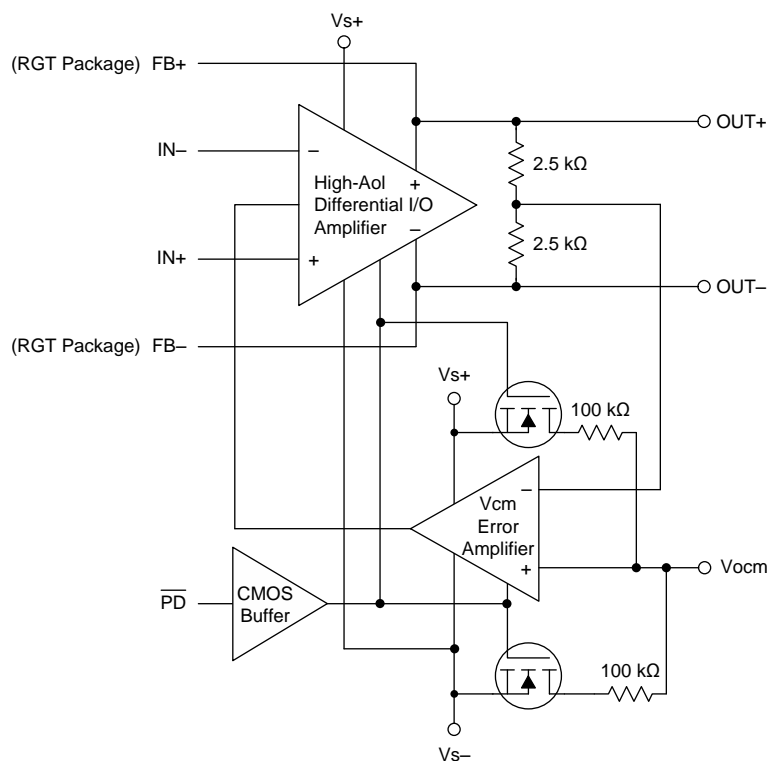 Vs+
(RGT Package) FB+
OUT+
IN–
–
2.5 kΩ
High-Aol
Differential I/O
Amplifier
+
–
2.5 kΩ
IN+
+
OUT–
(RGT Package) FB–
Vs+
100 kΩ
–
Vcm
Error
Amplifier
+
Vocm
PD
CMOS
Buffer
100 kΩ
Vs–